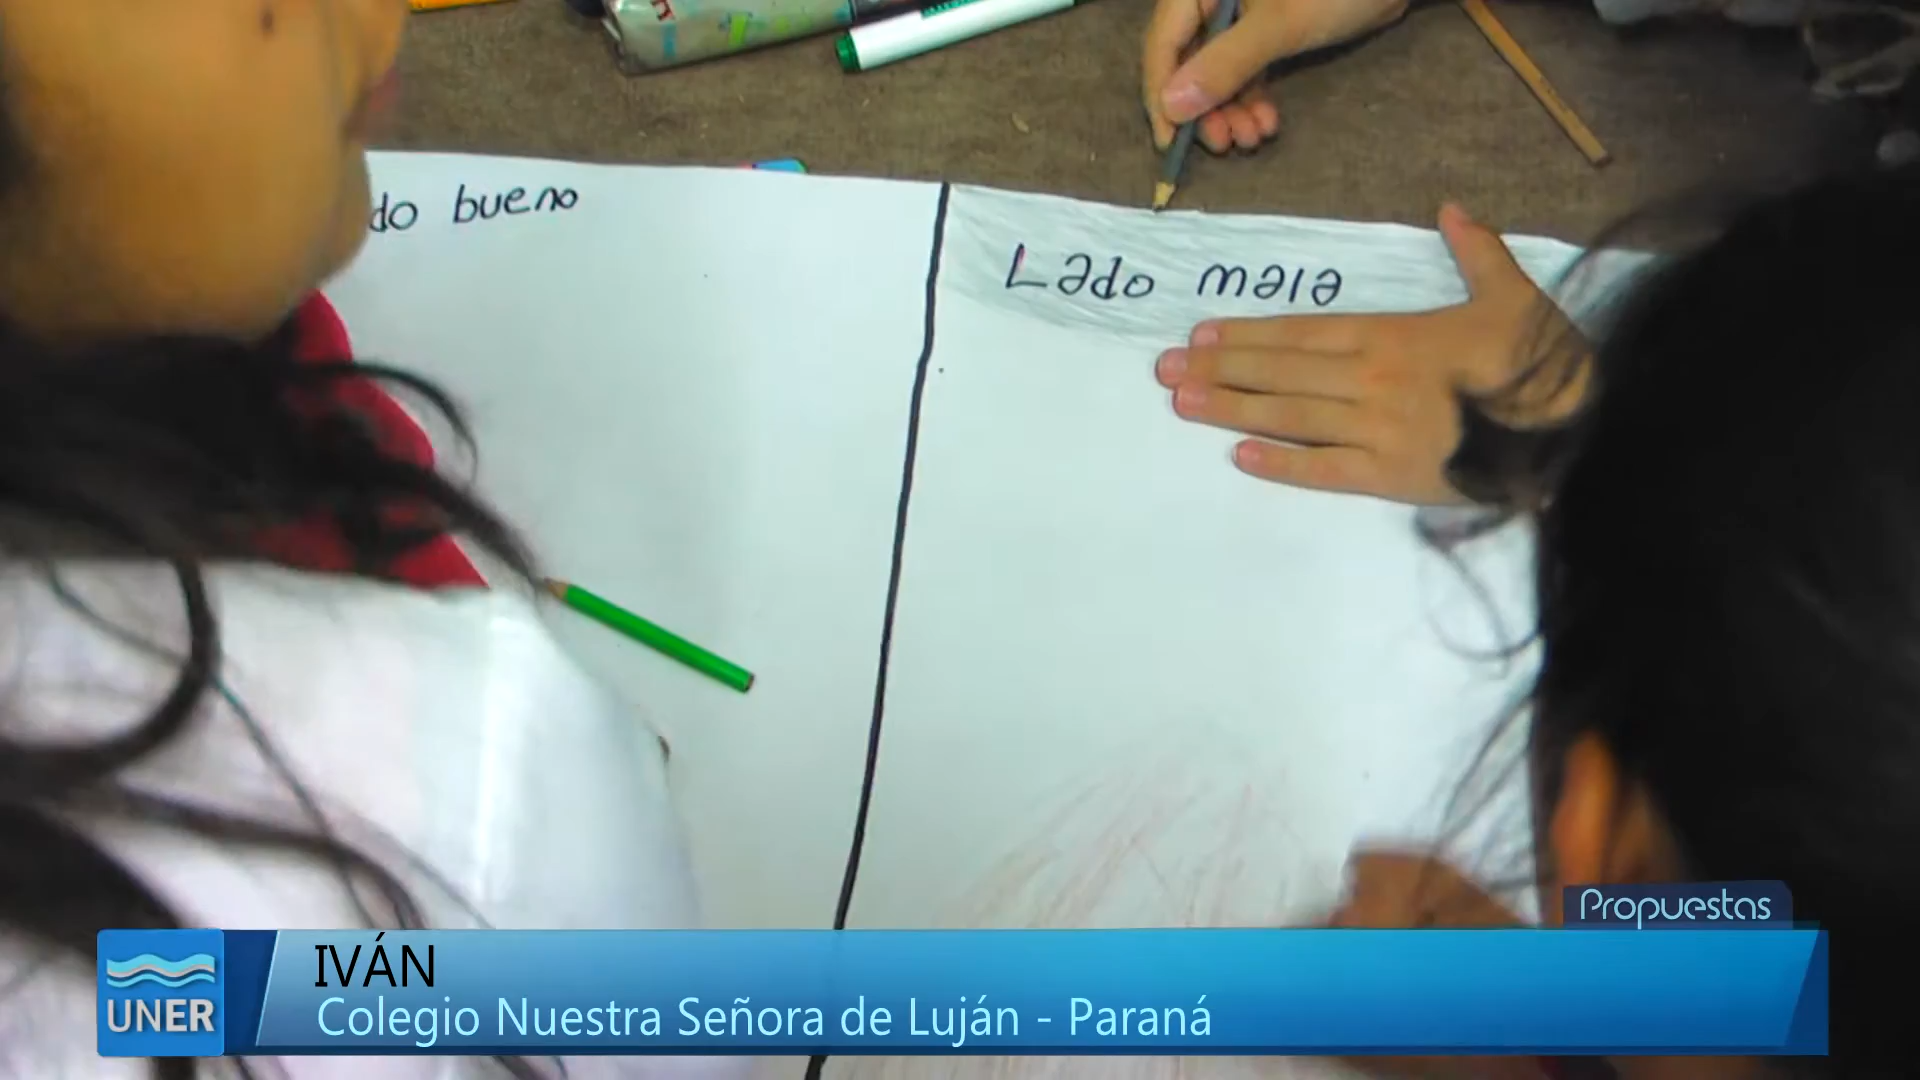 do bueno
Lado mala
Propuestas
UNER
IVÁN
Colegio Nuestra Señora de Luján - Paraná